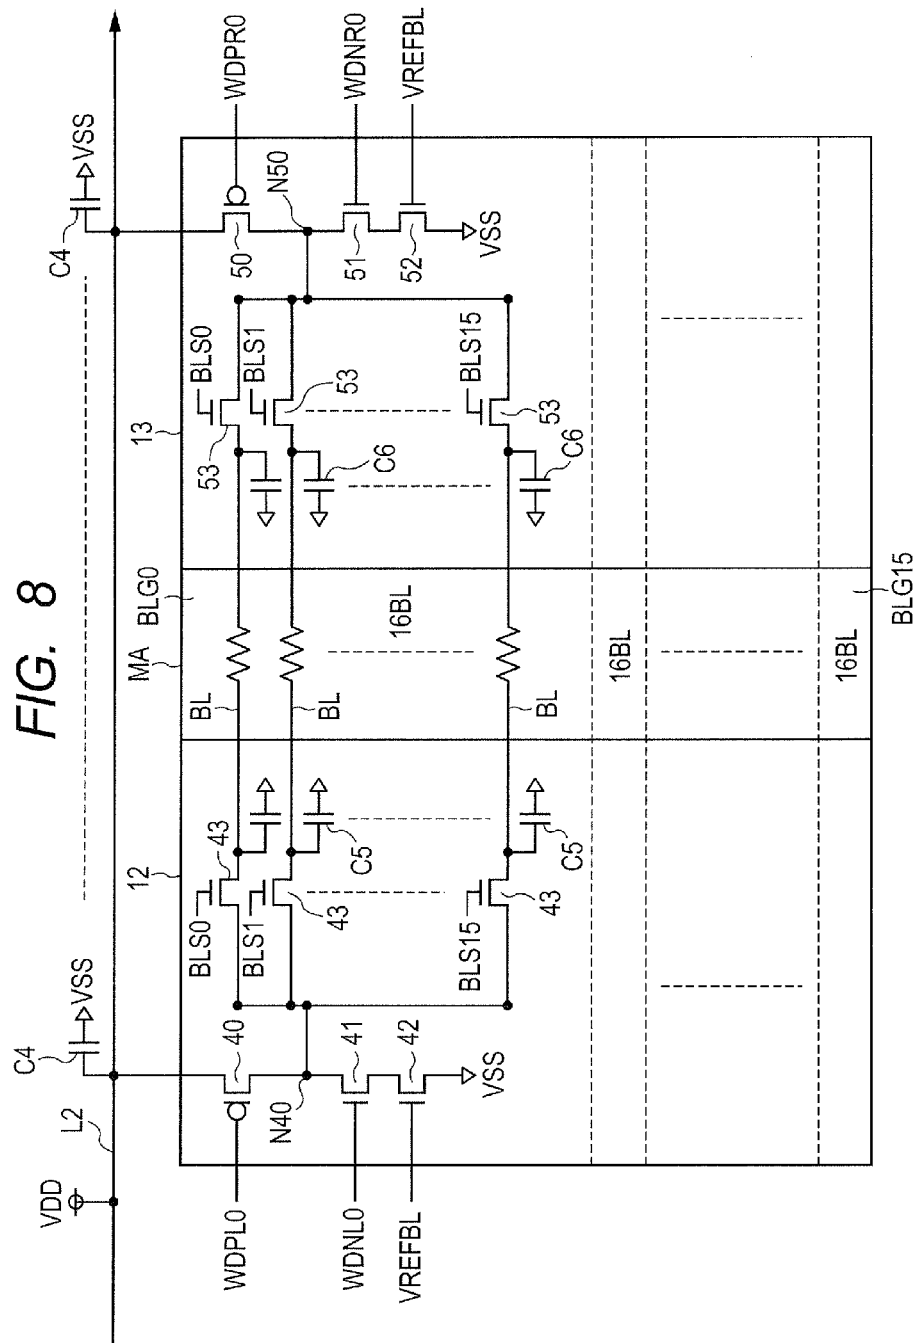 FIG. 8
VDD
L2
C4
VSS
C4
VSS
12
MA
BLG0
13
WDPL0
40
BLS0
43
BL
53
BLS0
50
WDPR0
N40
BLS1
43
C5
BL
C6
53
BLS1
N50
WDNL0
41
16BL
51
WDNR0
VREFBL
42
VSS
BLS15
43
C5
BL
C6
53
BLS15
52
VSS
VREFBL
16BL
16BL
BLG15